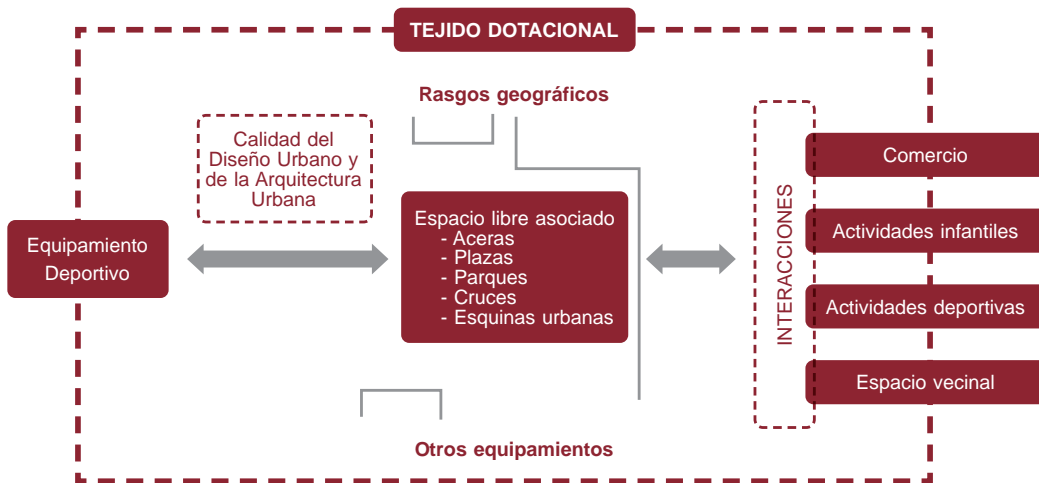 TEJIDO DOTACIONAL
Rasgos geográficos
Calidad del
Diseño Urbano y
de la Arquitectura
Urbana
Equipamiento
Deportivo
Espacio libre asociado
- Aceras
- Plazas
- Parques
- Cruces
- Esquinas urbanas
Otros equipamientos
INTERACCIONES
Comercio
Actividades infantiles
Actividades deportivas
Espacio vecinal